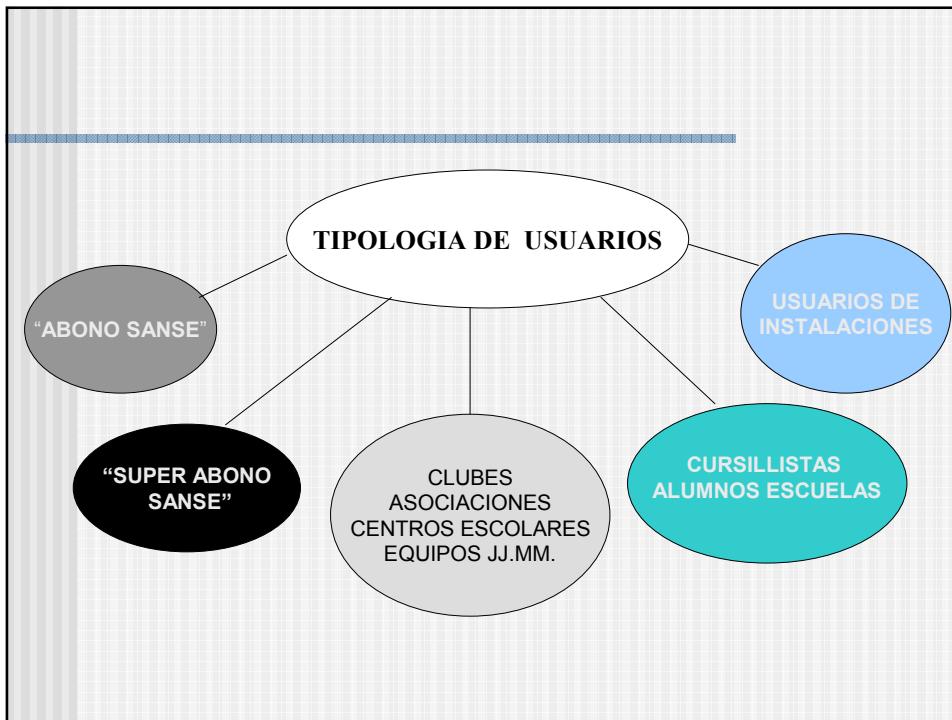 TIPOLOGIA DE USUARIOS
“ABONO SANSE”
USUARIOS DE
INSTALACIONES
“SUPER ABONO
SANSE”
CLUBES
ASOCIACIONES
CENTROS ESCOLARES
EQUIPOS JJ.MM.
CURSILLISTAS
ALUMNOS ESCUELAS